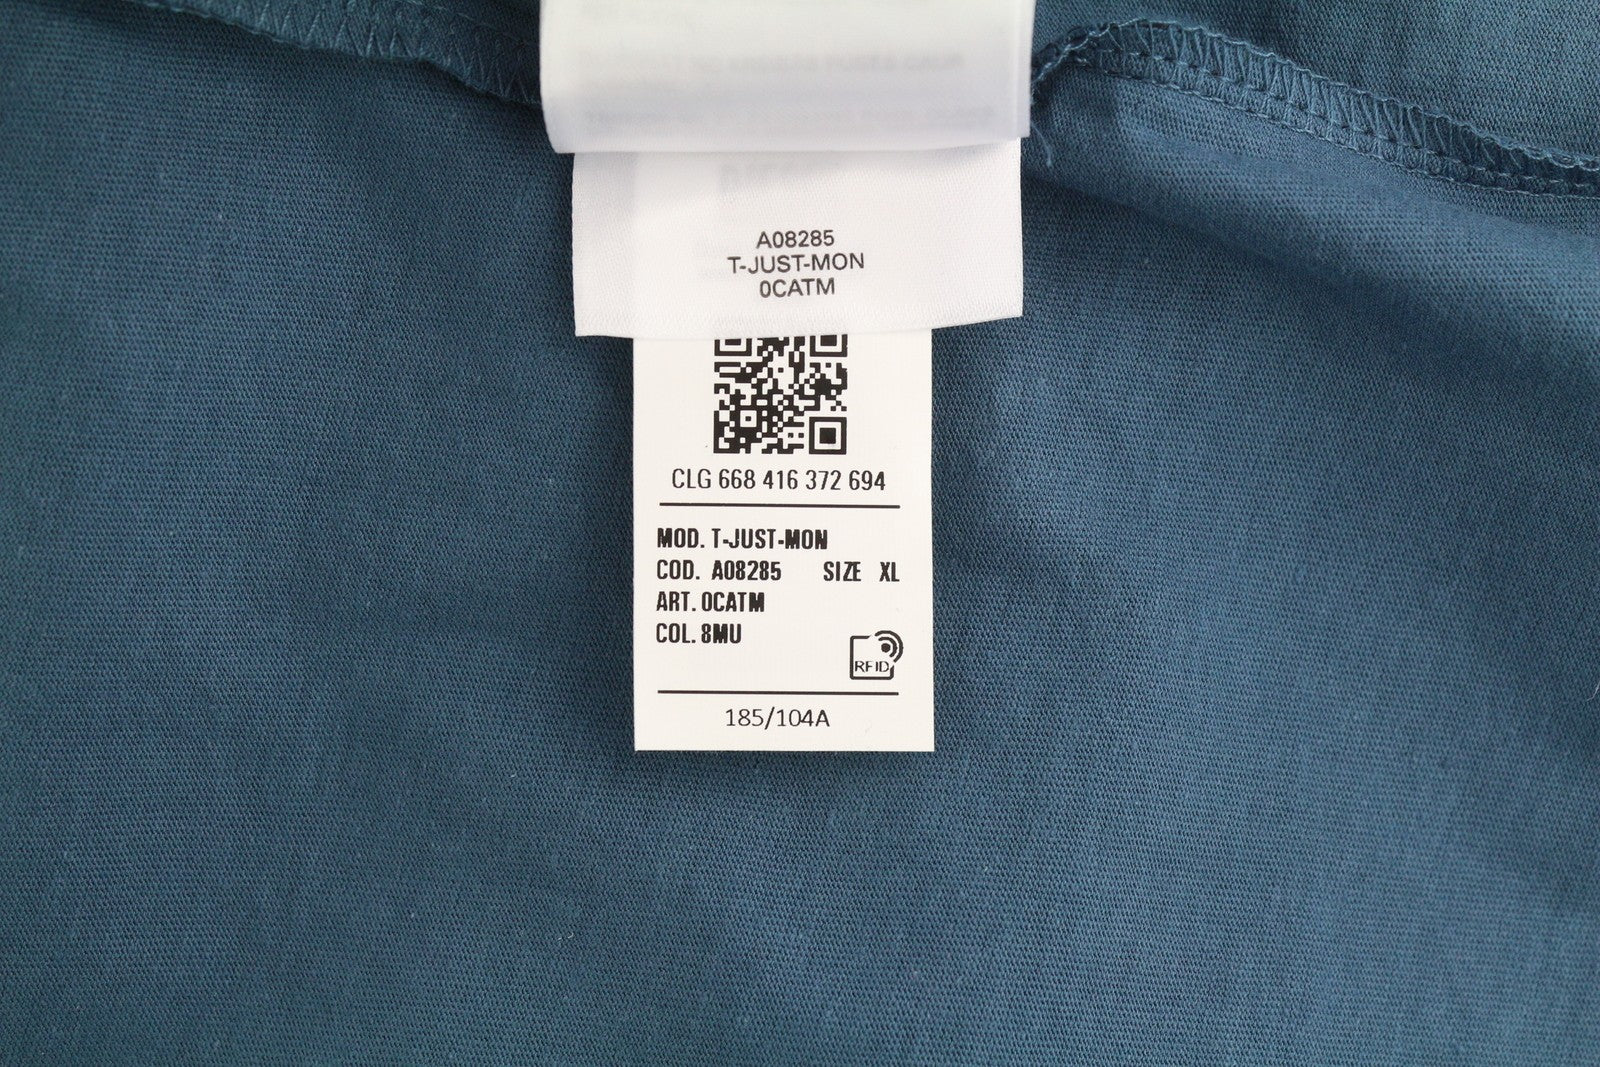 A08285
T-JUST-MON
0CATM
CLG 668 416 372 694
MOD. T-JUST-MON
COD. A08285 SIZE XL
ART. 0CATM
COL. 8MU
RFID
185/104A